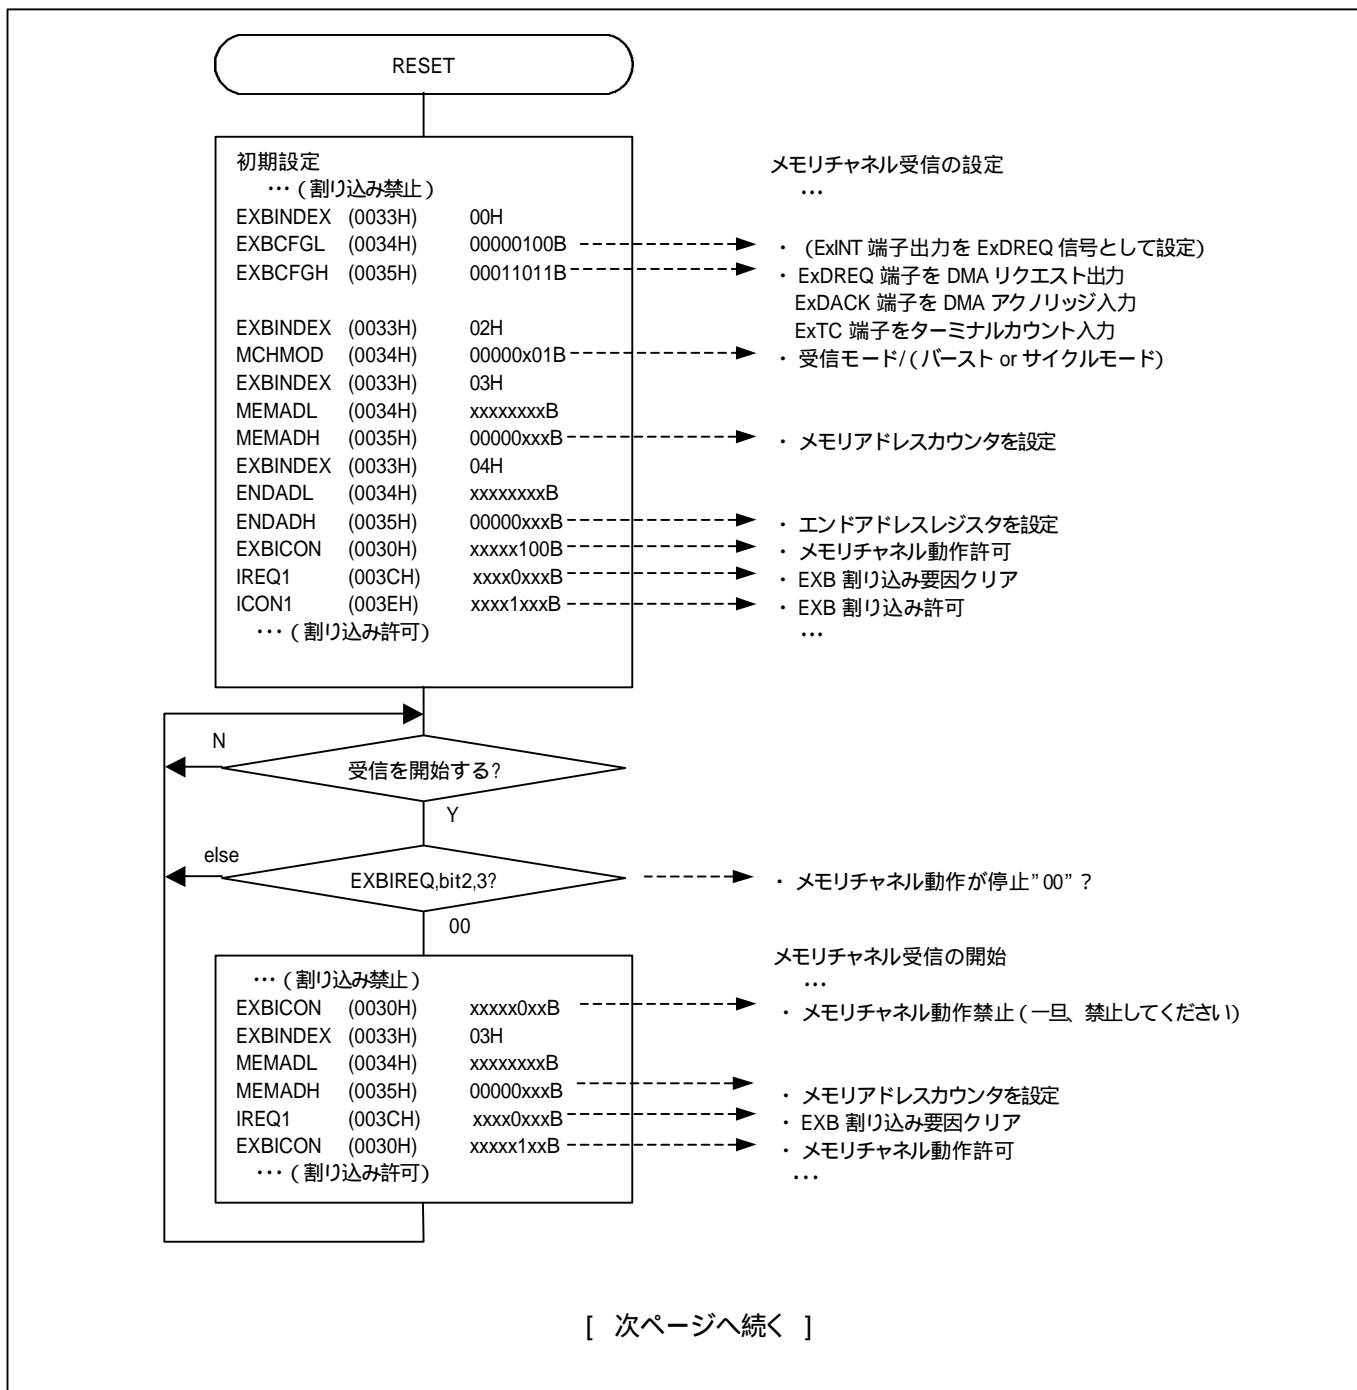 RESET
初期設定
･･･ ( 割り込み禁止 )
EXBINDEX (0033H) 00H
EXBCFGL (0034H) 00000100B
EXBCFGH (0035H) 00011011B
EXBINDEX (0033H) 02H
MCHMOD (0034H) 00000x01B
EXBINDEX (0033H) 03H
MEMADL (0034H) xxxxxxxxB
MEMADH (0035H) 00000xxxB
EXBINDEX (0033H) 04H
ENDADL (0034H) xxxxxxxxB
ENDADH (0035H) 00000xxxB
EXBICON (0030H) xxxxx100B
IREQ1 (003CH) xxxx0xxxB
ICON1 (003EH) xxxx1xxxB
･･･ ( 割り込み許可)
メモリチャネル受信の設定
･･･
・ (ExINT 端子出力を ExDREQ 信号として設定)
・ ExDREQ 端子を DMA リクエスト出力
ExDACK 端子を DMA アクノリッジ入力
ExTC 端子をターミナルカウント入力
・ 受信モード/ ( バースト or サイクルモード)
・ メモリアドレスカウンタを設定
・ エンドアドレスレジスタを設定
・ メモリチャネル動作許可
・ EXB 割り込み要因クリア
・ EXB 割り込み許可
･･･
N
受信を開始する?
Y
else
EXBIREQ,bit2,3?
・ メモリチャネル動作が停止” 00” ?
00
･･･ ( 割り込み禁止 )
EXBICON (0030H) xxxxx0xxB
EXBINDEX (0033H) 03H
MEMADL (0034H) xxxxxxxxB
MEMADH (0035H) 00000xxxB
IREQ1 (003CH) xxxx0xxxB
EXBICON (0030H) xxxxx1xxB
･･･ ( 割り込み許可)
メモリチャネル受信の開始
･･･
・ メモリチャネル動作禁止 ( 一旦、禁止してください)
・ メモリアドレスカウンタを設定
・ EXB 割り込み要因クリア
・ メモリチャネル動作許可
･･･
[ 次ページへ続く ]